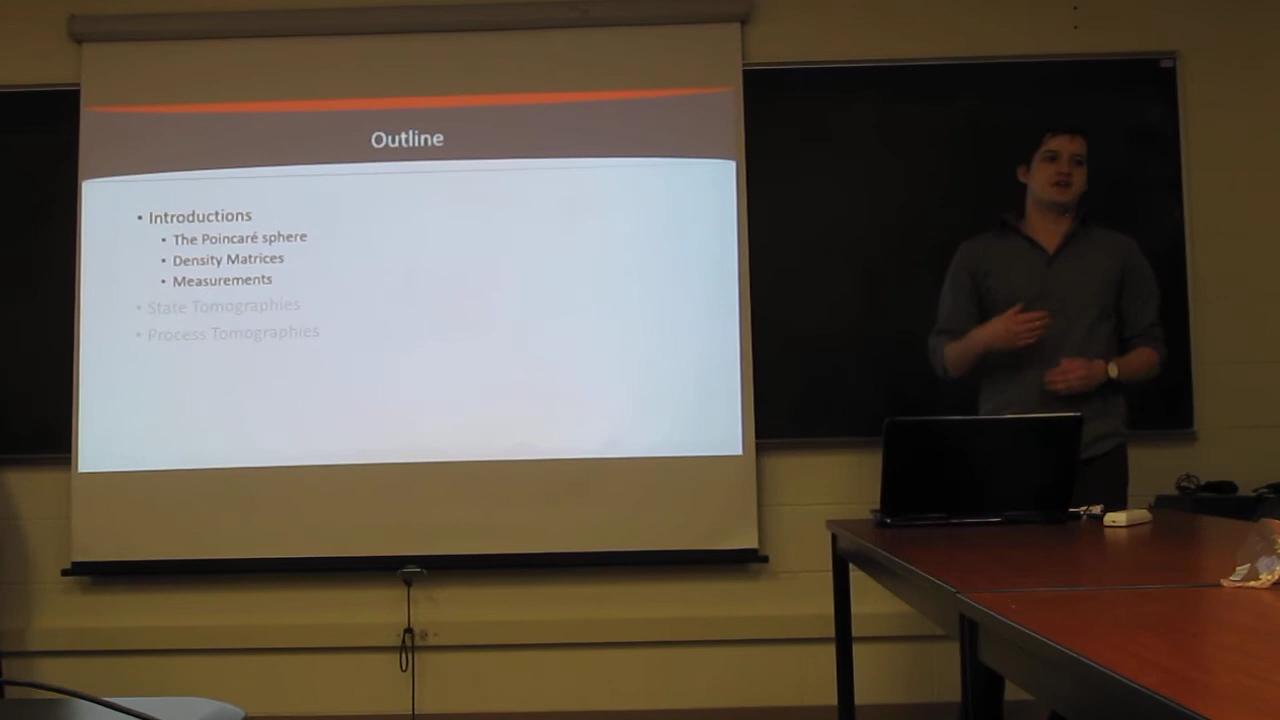 Outline
• Introductions
• The Poincaré sphere
• Density Matrices
• Measurements
• State Tomographies
• Process Tomographies